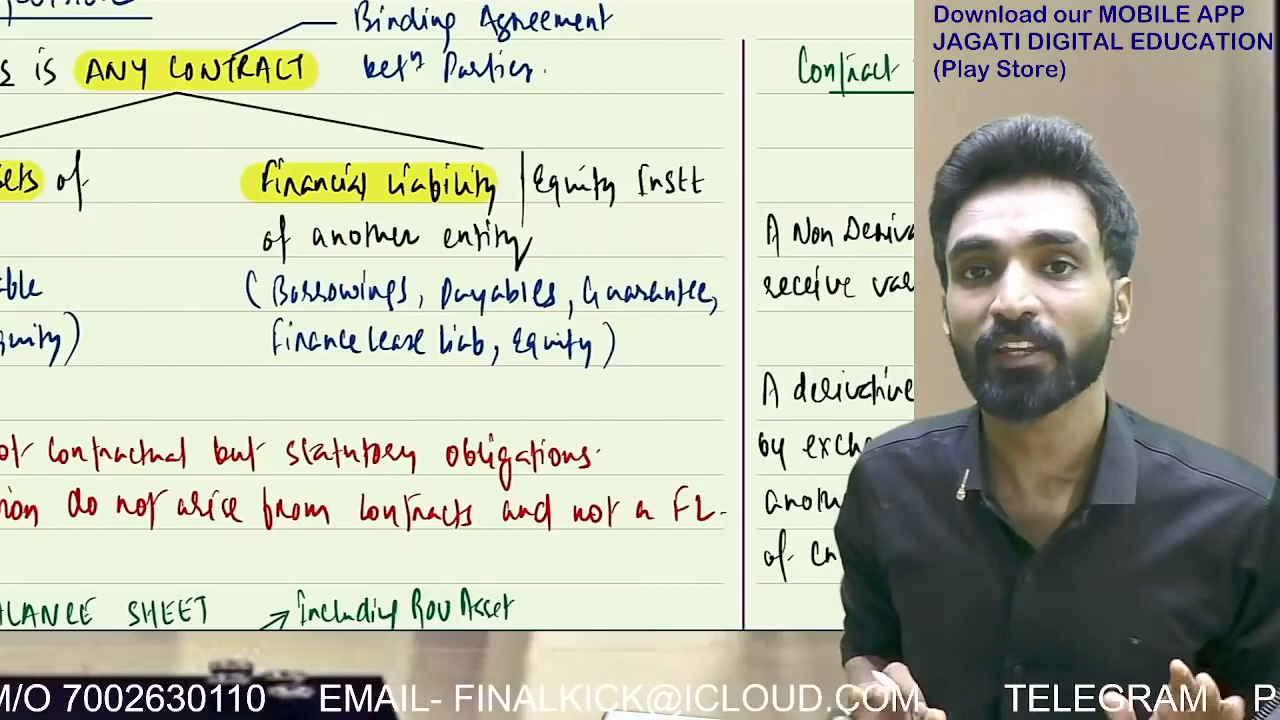 Binding Agreement
s is ANY CONTRACT
betn Parties.
sets of
Financial Liability | Equity Instt
of another entity
ble
(Borrowings, Payables, Guarantee,
quity)
Finance lease Liab, Equity)
ot contractual but statutory obligations.
ion do not arise from contracts and not a FL.
ALANCE SHEET
Including ROU Asset
Contract
A Non Deriva
receive va
A derivative
by exch
anoth
of
Download our MOBILE APP
JAGATI DIGITAL EDUCATION
(Play Store)
M/O 7002630110 EMAIL- FINALKICK@ICLOUD.COM TELEGRAM P